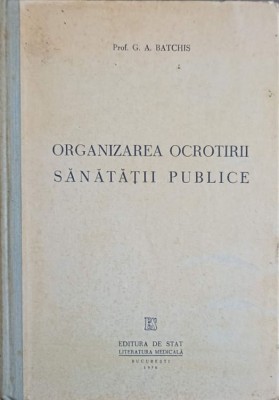 Prof. G. A. BATCHIS
ORGANIZAREA OCROTIRII
SĂNĂTĂȚII PUBLICE
EDITURA DE STAT
LITERATURA MEDICALĂ
BUCUREȘTI